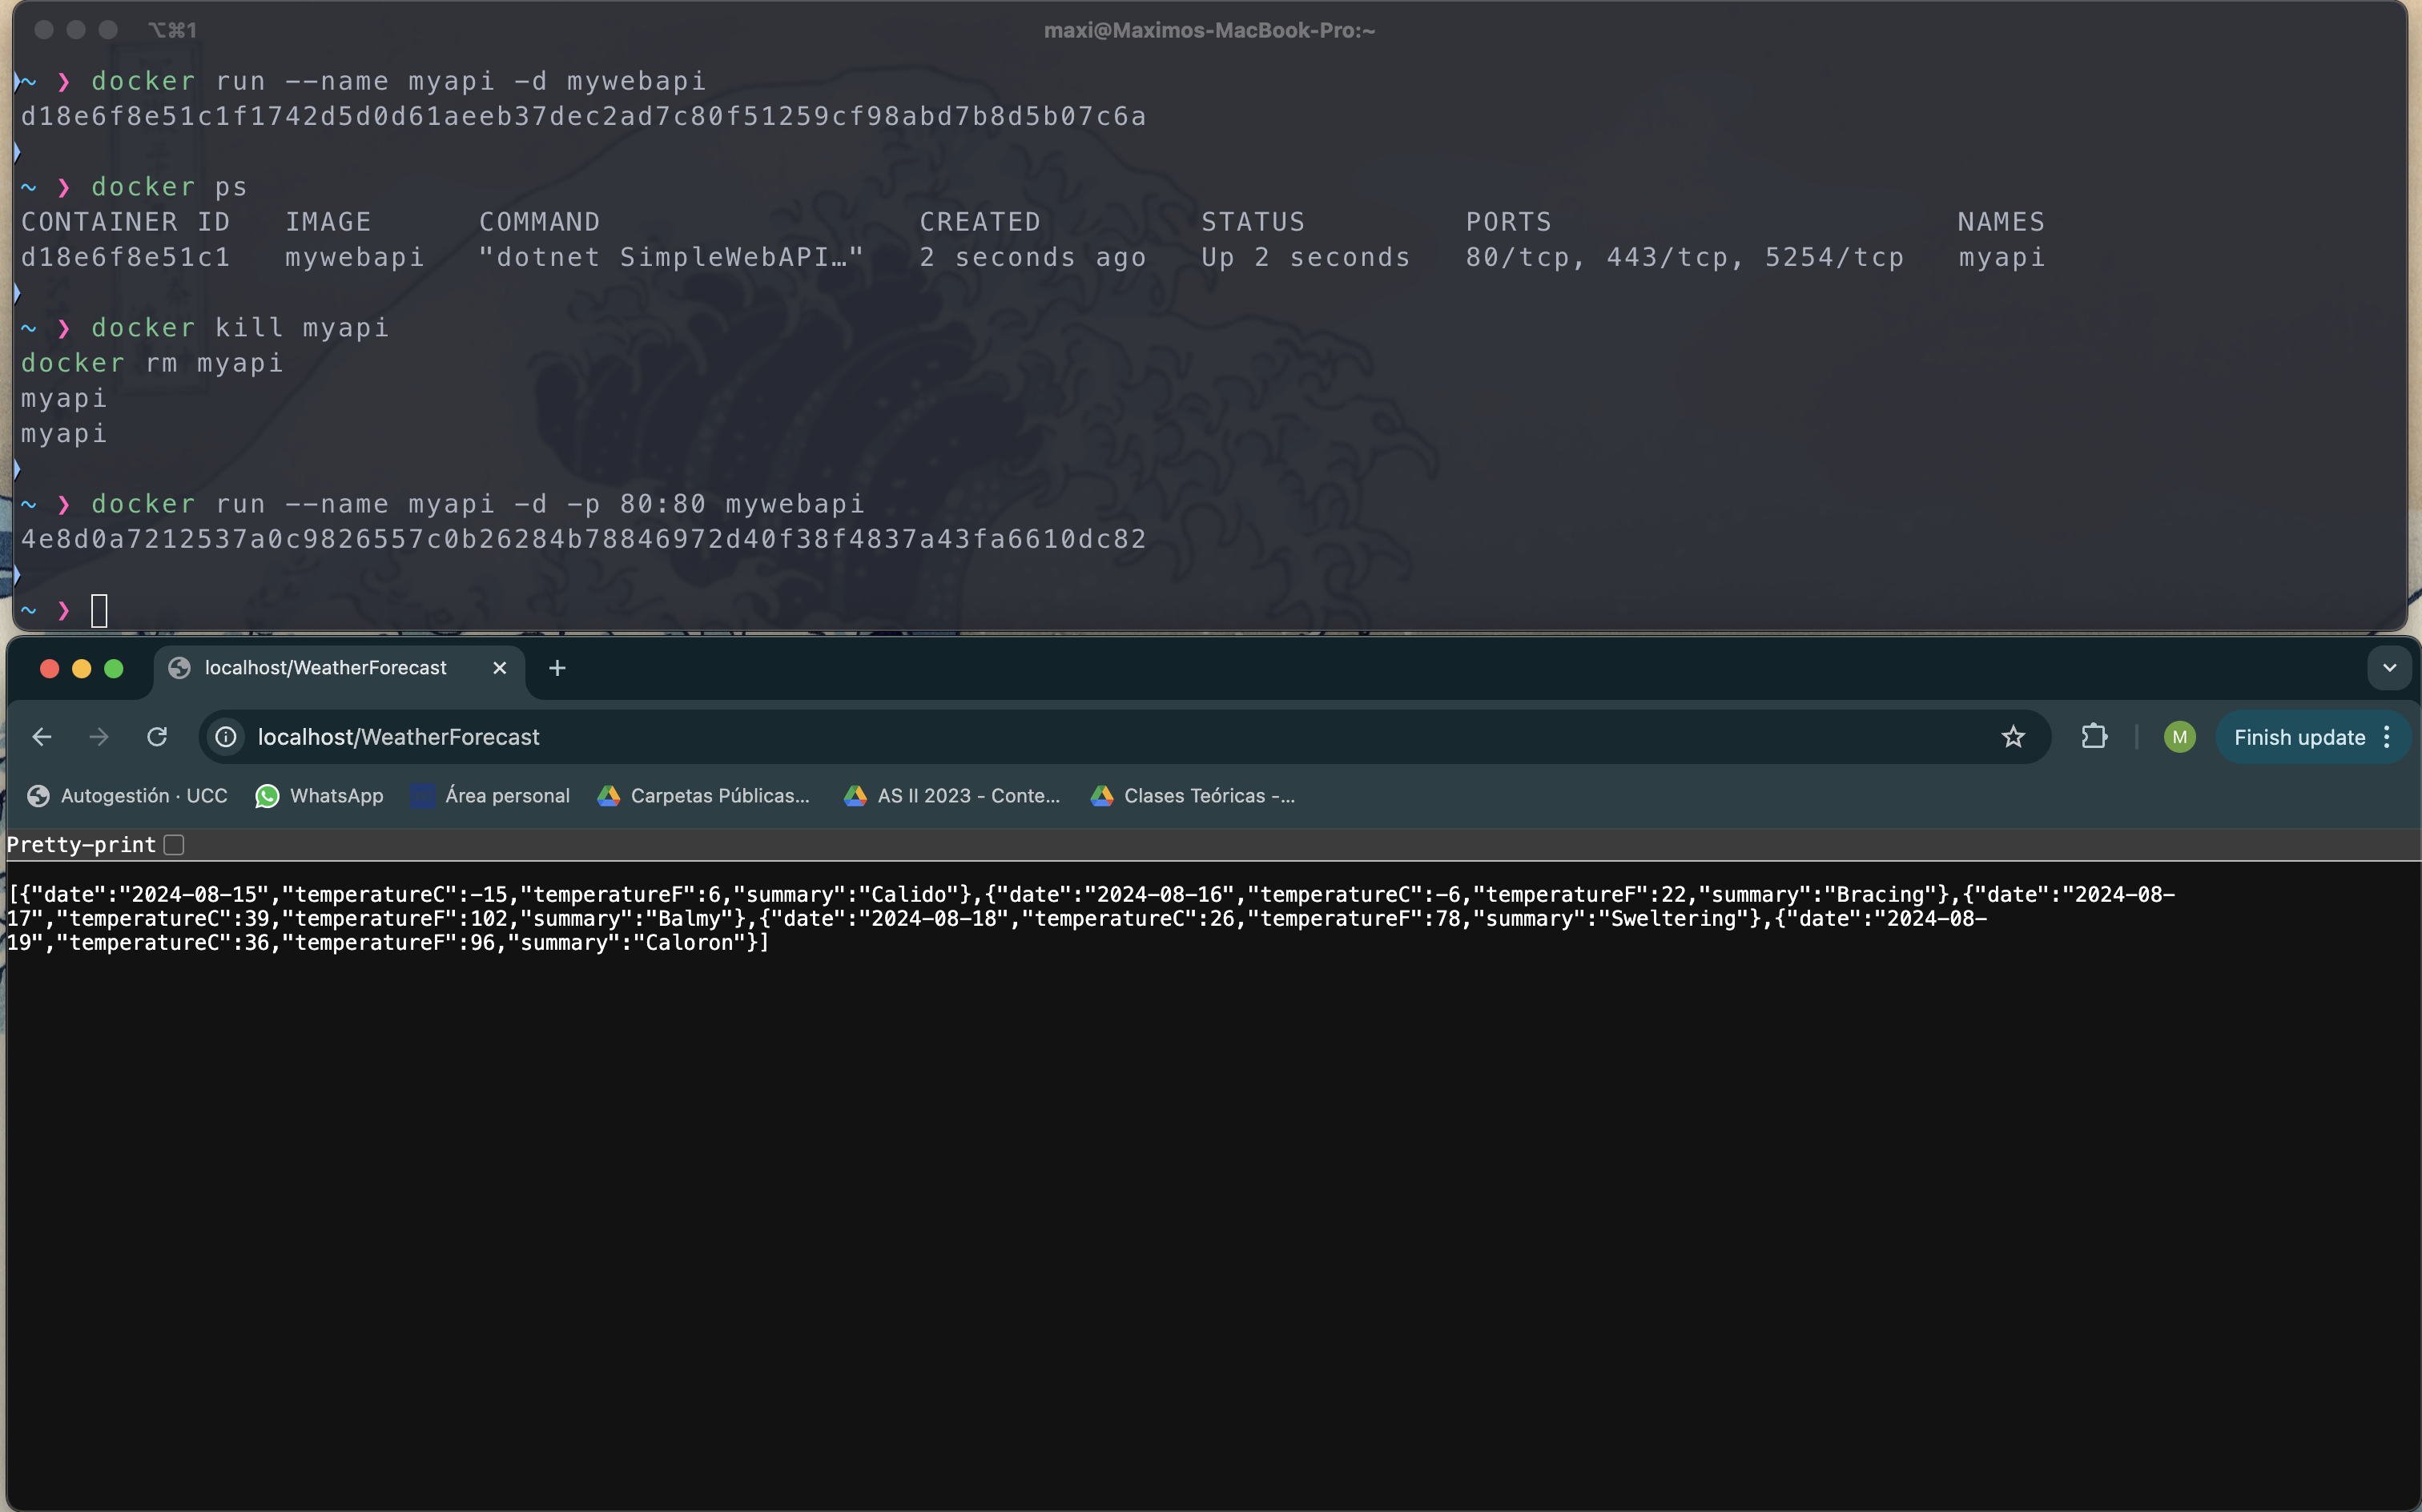 ⌥⌘1
maxi@Maximos-MacBook-Pro:~
~ ❯ docker run --name myapi -d mywebapi
d18e6f8e51c1f1742d5d0d61aeeb37dec2ad7c80f51259cf98abd7b8d5b07c6a
~ ❯ docker ps
CONTAINER ID   IMAGE      COMMAND                  CREATED         STATUS         PORTS                       NAMES
d18e6f8e51c1   mywebapi   "dotnet SimpleWebAPI…"   2 seconds ago   Up 2 seconds   80/tcp, 443/tcp, 5254/tcp   myapi
~ ❯ docker kill myapi
docker rm myapi
myapi
myapi
~ ❯ docker run --name myapi -d -p 80:80 mywebapi
4e8d0a7212537a0c9826557c0b26284b78846972d40f38f4837a43fa6610dc82
~ ❯
localhost/WeatherForecast
localhost/WeatherForecast
M
Finish update
Autogestión · UCC WhatsApp Área personal Carpetas Públicas... AS II 2023 - Conte... Clases Teóricas -...
Pretty-print
[{"date":"2024-08-15","temperatureC":-15,"temperatureF":6,"summary":"Calido"},{"date":"2024-08-16","temperatureC":-6,"temperatureF":22,"summary":"Bracing"},{"date":"2024-08-
17","temperatureC":39,"temperatureF":102,"summary":"Balmy"},{"date":"2024-08-18","temperatureC":26,"temperatureF":78,"summary":"Sweltering"},{"date":"2024-08-
19","temperatureC":36,"temperatureF":96,"summary":"Caloron"}]